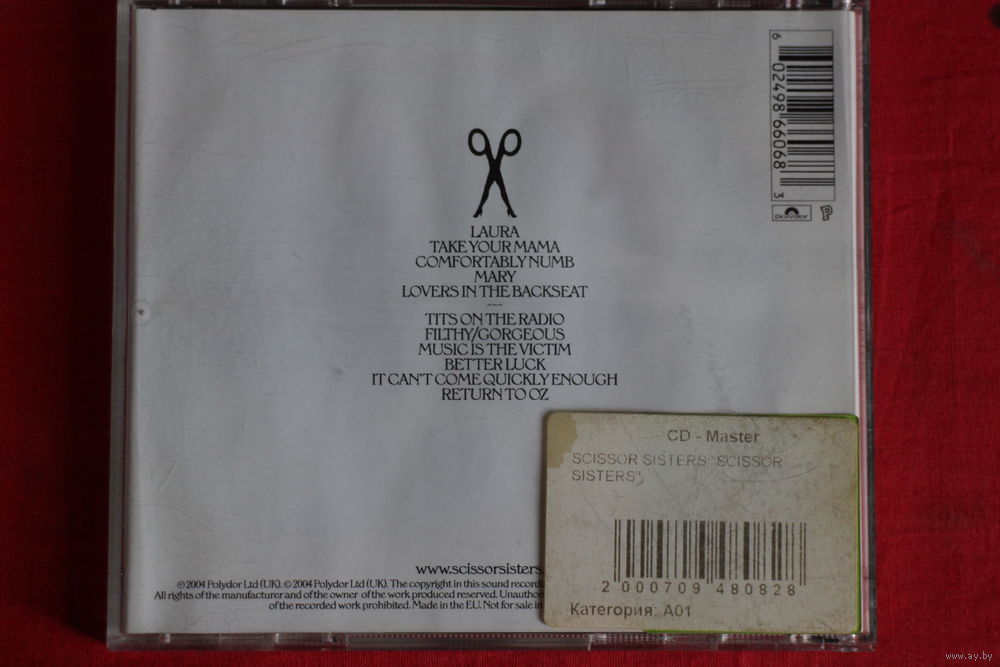 LAURA
TAKE YOUR MAMA
COMFORTABLY NUMB
MARY
LOVERS IN THE BACKSEAT
---
TITS ON THE RADIO
FILTHY/GORGEOUS
MUSIC IS THE VICTIM
BETTER LUCK
IT CAN'T COME QUICKLY ENOUGH
RETURN TO OZ
6 02498 66068 3
polydor
P
CD - Master
SCISSOR SISTERS "SCISSOR
SISTERS"
2 000709 480828
Категория: A01
www.scissorsisters.
℗ 2004 Polydor Ltd (UK). © 2004 Polydor Ltd (UK). The copyright in this sound recording
All rights of the manufacturer and of the owner of the work produced reserved. Unauthor
of the recorded work prohibited. Made in the EU. Not for sale in
www.ay.by